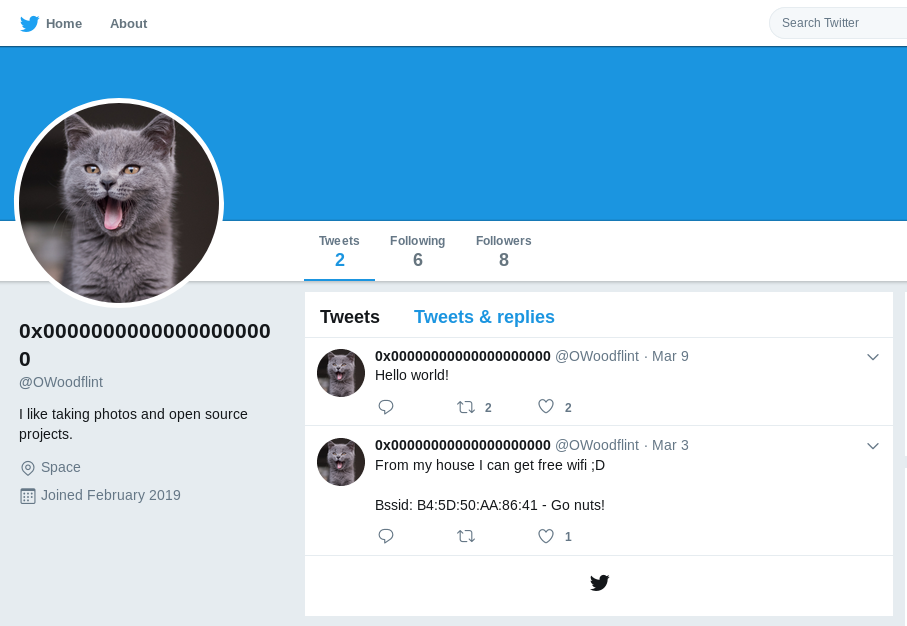 Home About Search Twitter
Tweets Following Followers
2 6 8
0x0000000000000000000
0
@OWoodflint
I like taking photos and open source
projects.
Space
Joined February 2019
Tweets Tweets & replies
0x00000000000000000000 @OWoodflint · Mar 9
Hello world!
2 2
0x00000000000000000000 @OWoodflint · Mar 3
From my house I can get free wifi ;D
Bssid: B4:5D:50:AA:86:41 - Go nuts!
1